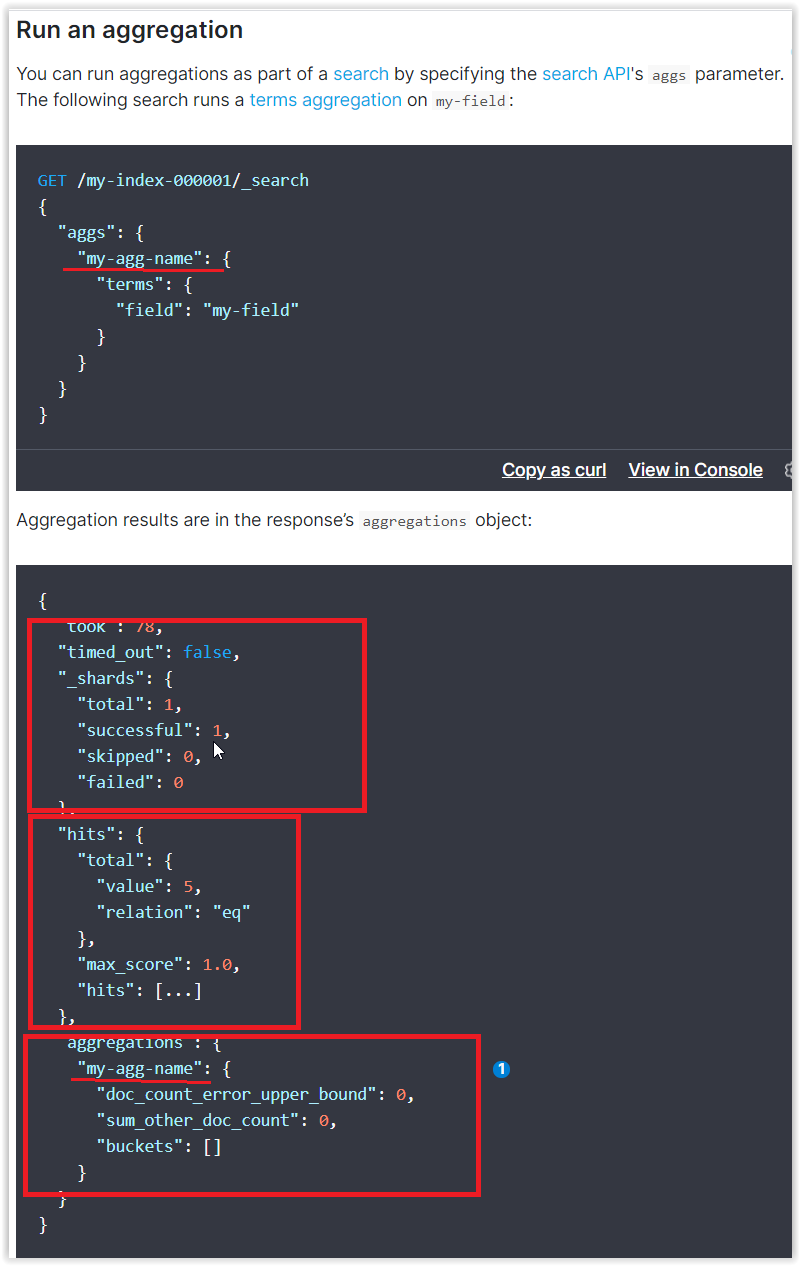 Run an aggregation
You can run aggregations as part of a search by specifying the search API's aggs parameter.
The following search runs a terms aggregation on my-field:
GET /my-index-000001/_search
{
  "aggs": {
    "my-agg-name": {
      "terms": {
        "field": "my-field"
      }
    }
  }
}
Copy as curl View in Console
Aggregation results are in the response’s aggregations object:
{
  "took": 78,
  "timed_out": false,
  "_shards": {
    "total": 1,
    "successful": 1,
    "skipped": 0,
    "failed": 0
  },
  "hits": {
    "total": {
      "value": 5,
      "relation": "eq"
    },
    "max_score": 1.0,
    "hits": [...]
  },
  "aggregations": {
    "my-agg-name": { 1
      "doc_count_error_upper_bound": 0,
      "sum_other_doc_count": 0,
      "buckets": []
    }
  }
}